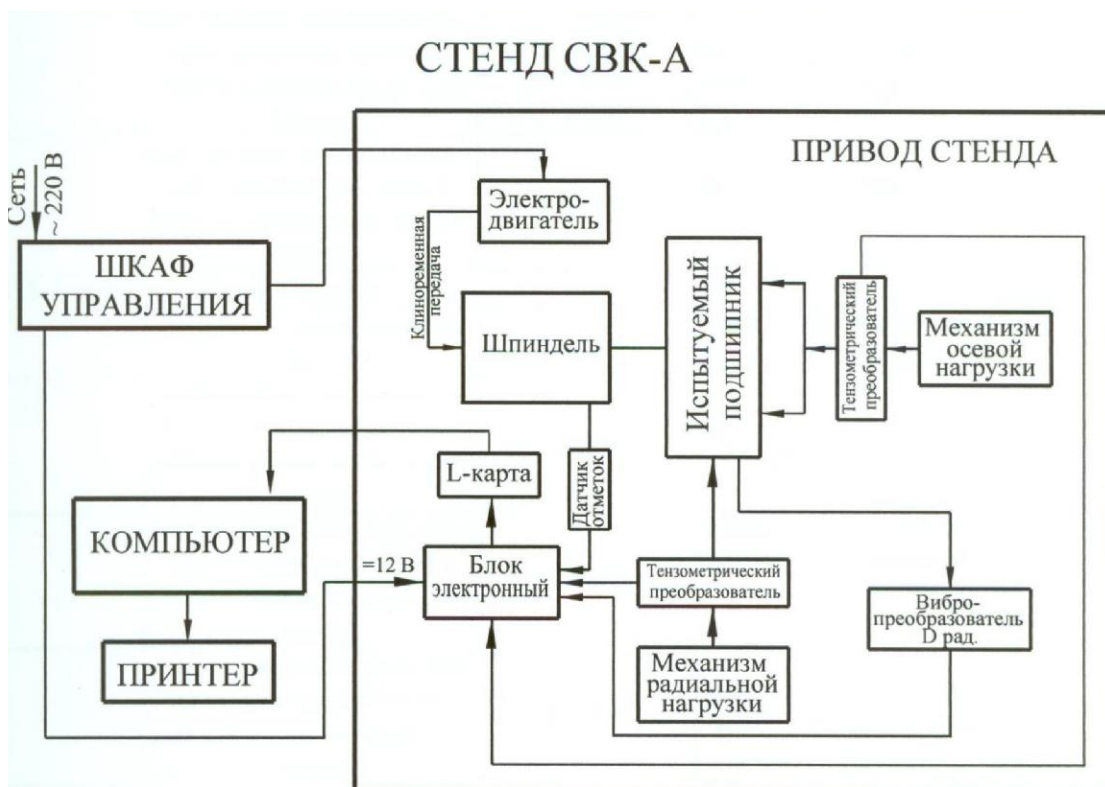 СТЕНД СВК-А
ПРИВОД СТЕНДА
Сеть
~ 220 В
ШКАФ
УПРАВЛЕНИЯ
Электро-
двигатель
Клиноременная
передача
Шпиндель
Испытуемый
подшипник
Тензометрический
преобразователь
Механизм
осевой
нагрузки
L-карта
Датчик
отметок
КОМПЬЮТЕР
=12 В
Блок
электронный
Тензометрический
преобразователь
Вибро-
преобразователь
D рад.
ПРИНТЕР
Механизм
радиальной
нагрузки